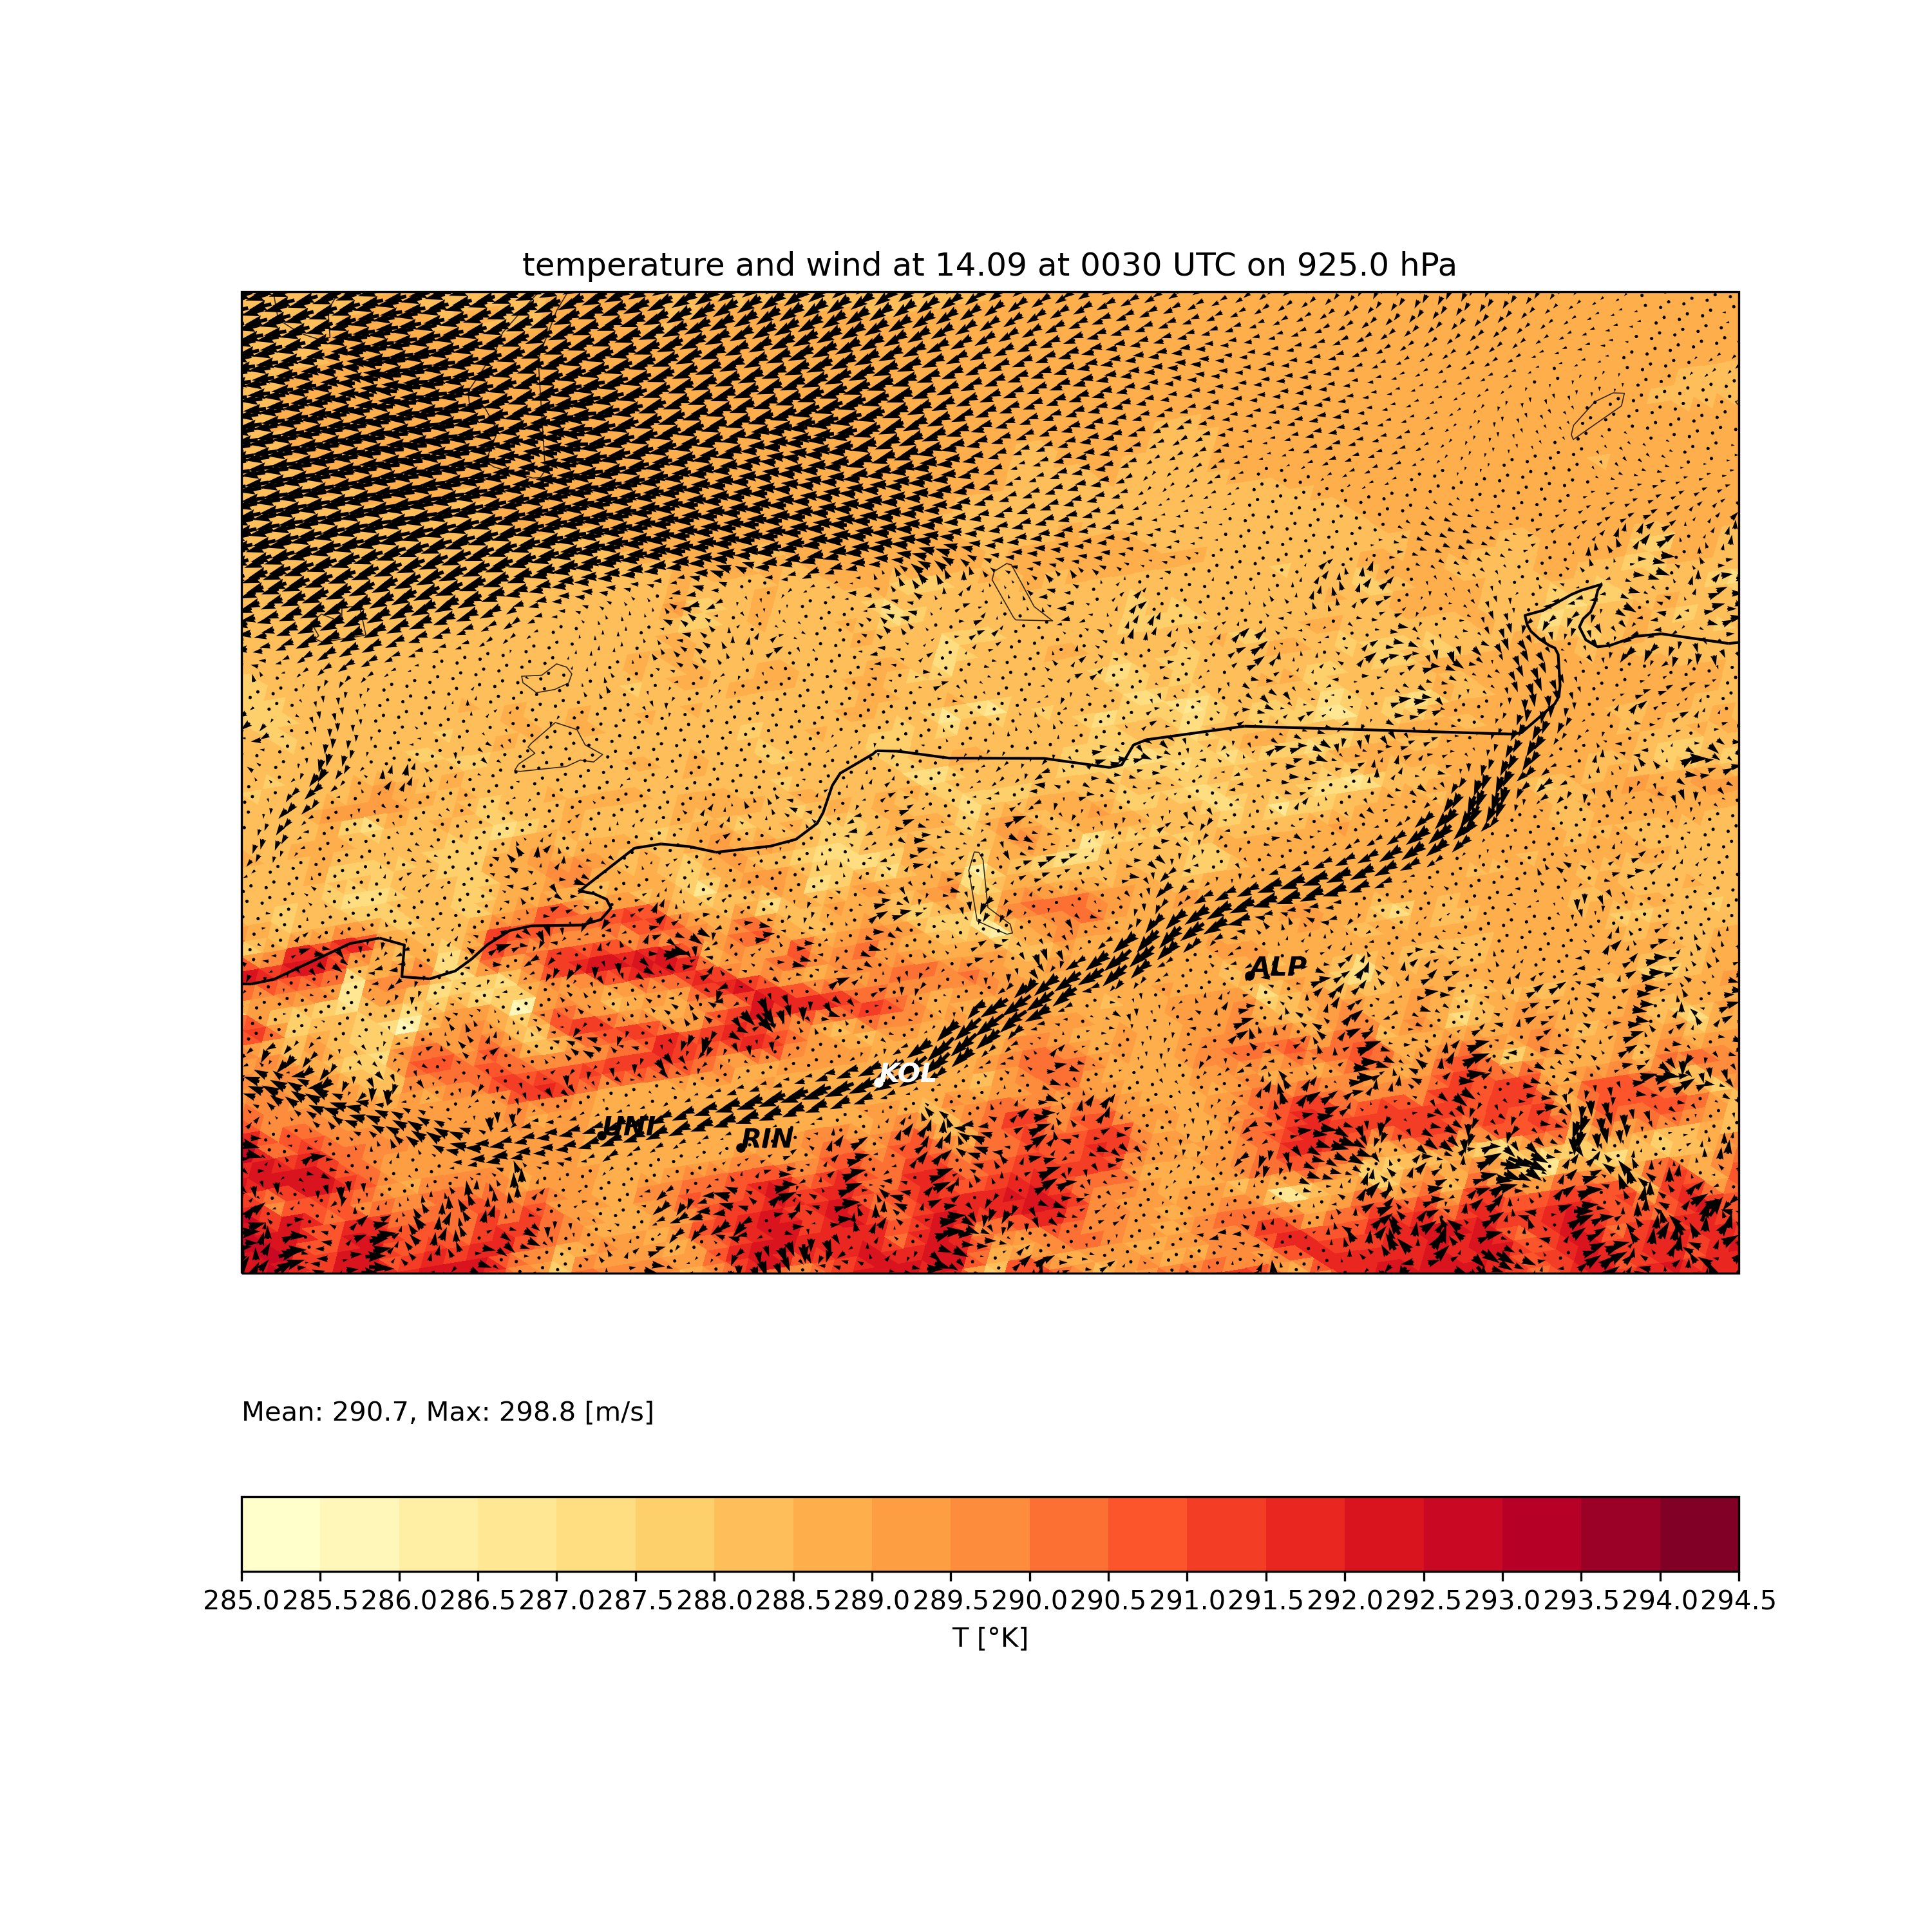 temperature and wind at 14.09 at 0030 UTC on 925.0 hPa
ALP
KOL
UNI
RIN
Mean: 290.7, Max: 298.8 [m/s]
285.0 285.5 286.0 286.5 287.0 287.5 288.0 288.5 289.0 289.5 290.0 290.5 291.0 291.5 292.0 292.5 293.0 293.5 294.0 294.5
T [°K]